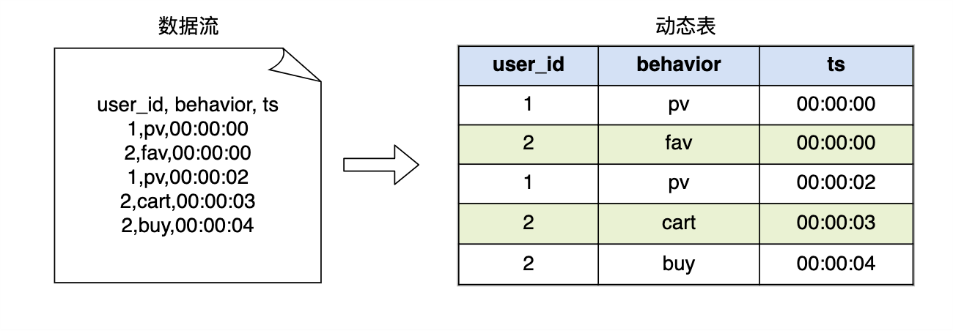 数据流
user_id, behavior, ts
1,pv,00:00:00
2,fav,00:00:00
1,pv,00:00:02
2,cart,00:00:03
2,buy,00:00:04
动态表
user_id behavior ts
1 pv 00:00:00
2 fav 00:00:00
1 pv 00:00:02
2 cart 00:00:03
2 buy 00:00:04